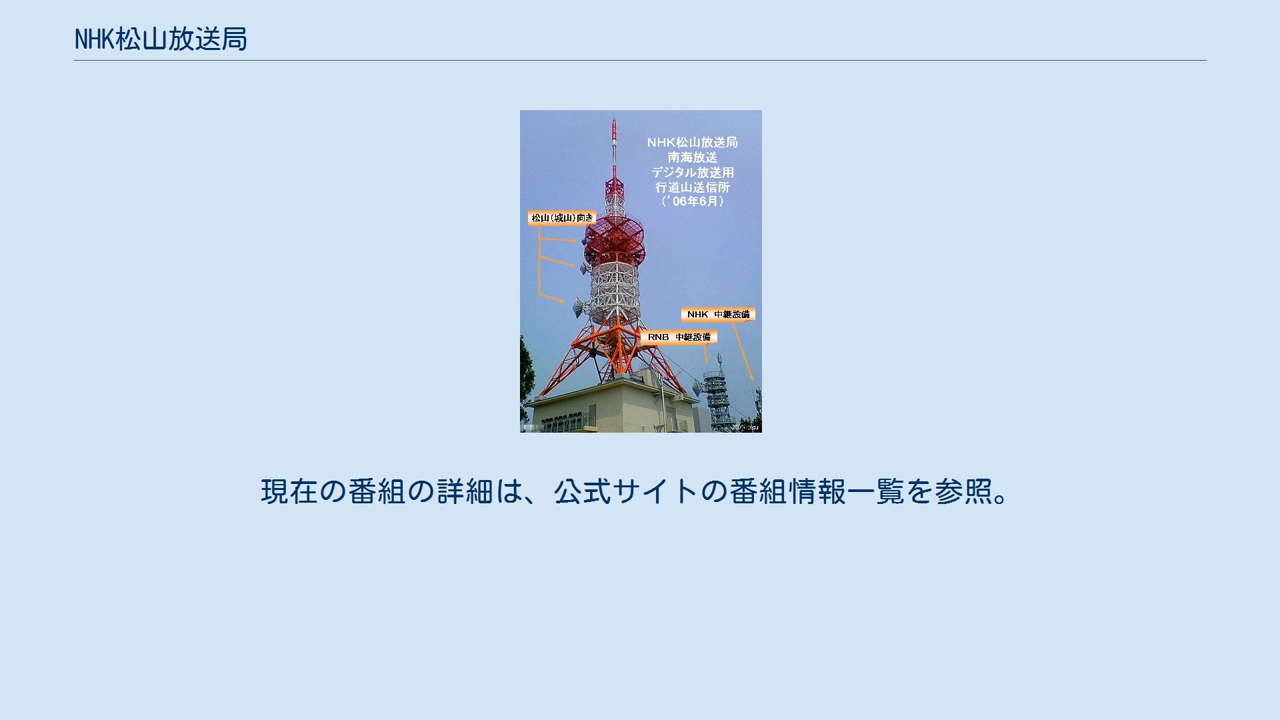 NHK松山放送局
NHK松山放送局
南海放送
デジタル放送用
行道山送信所
('06年6月)
松山(城山)向き
NHK 中継設備
RNB 中継設備
現在の番組の詳細は、公式サイトの番組情報一覧を参照。